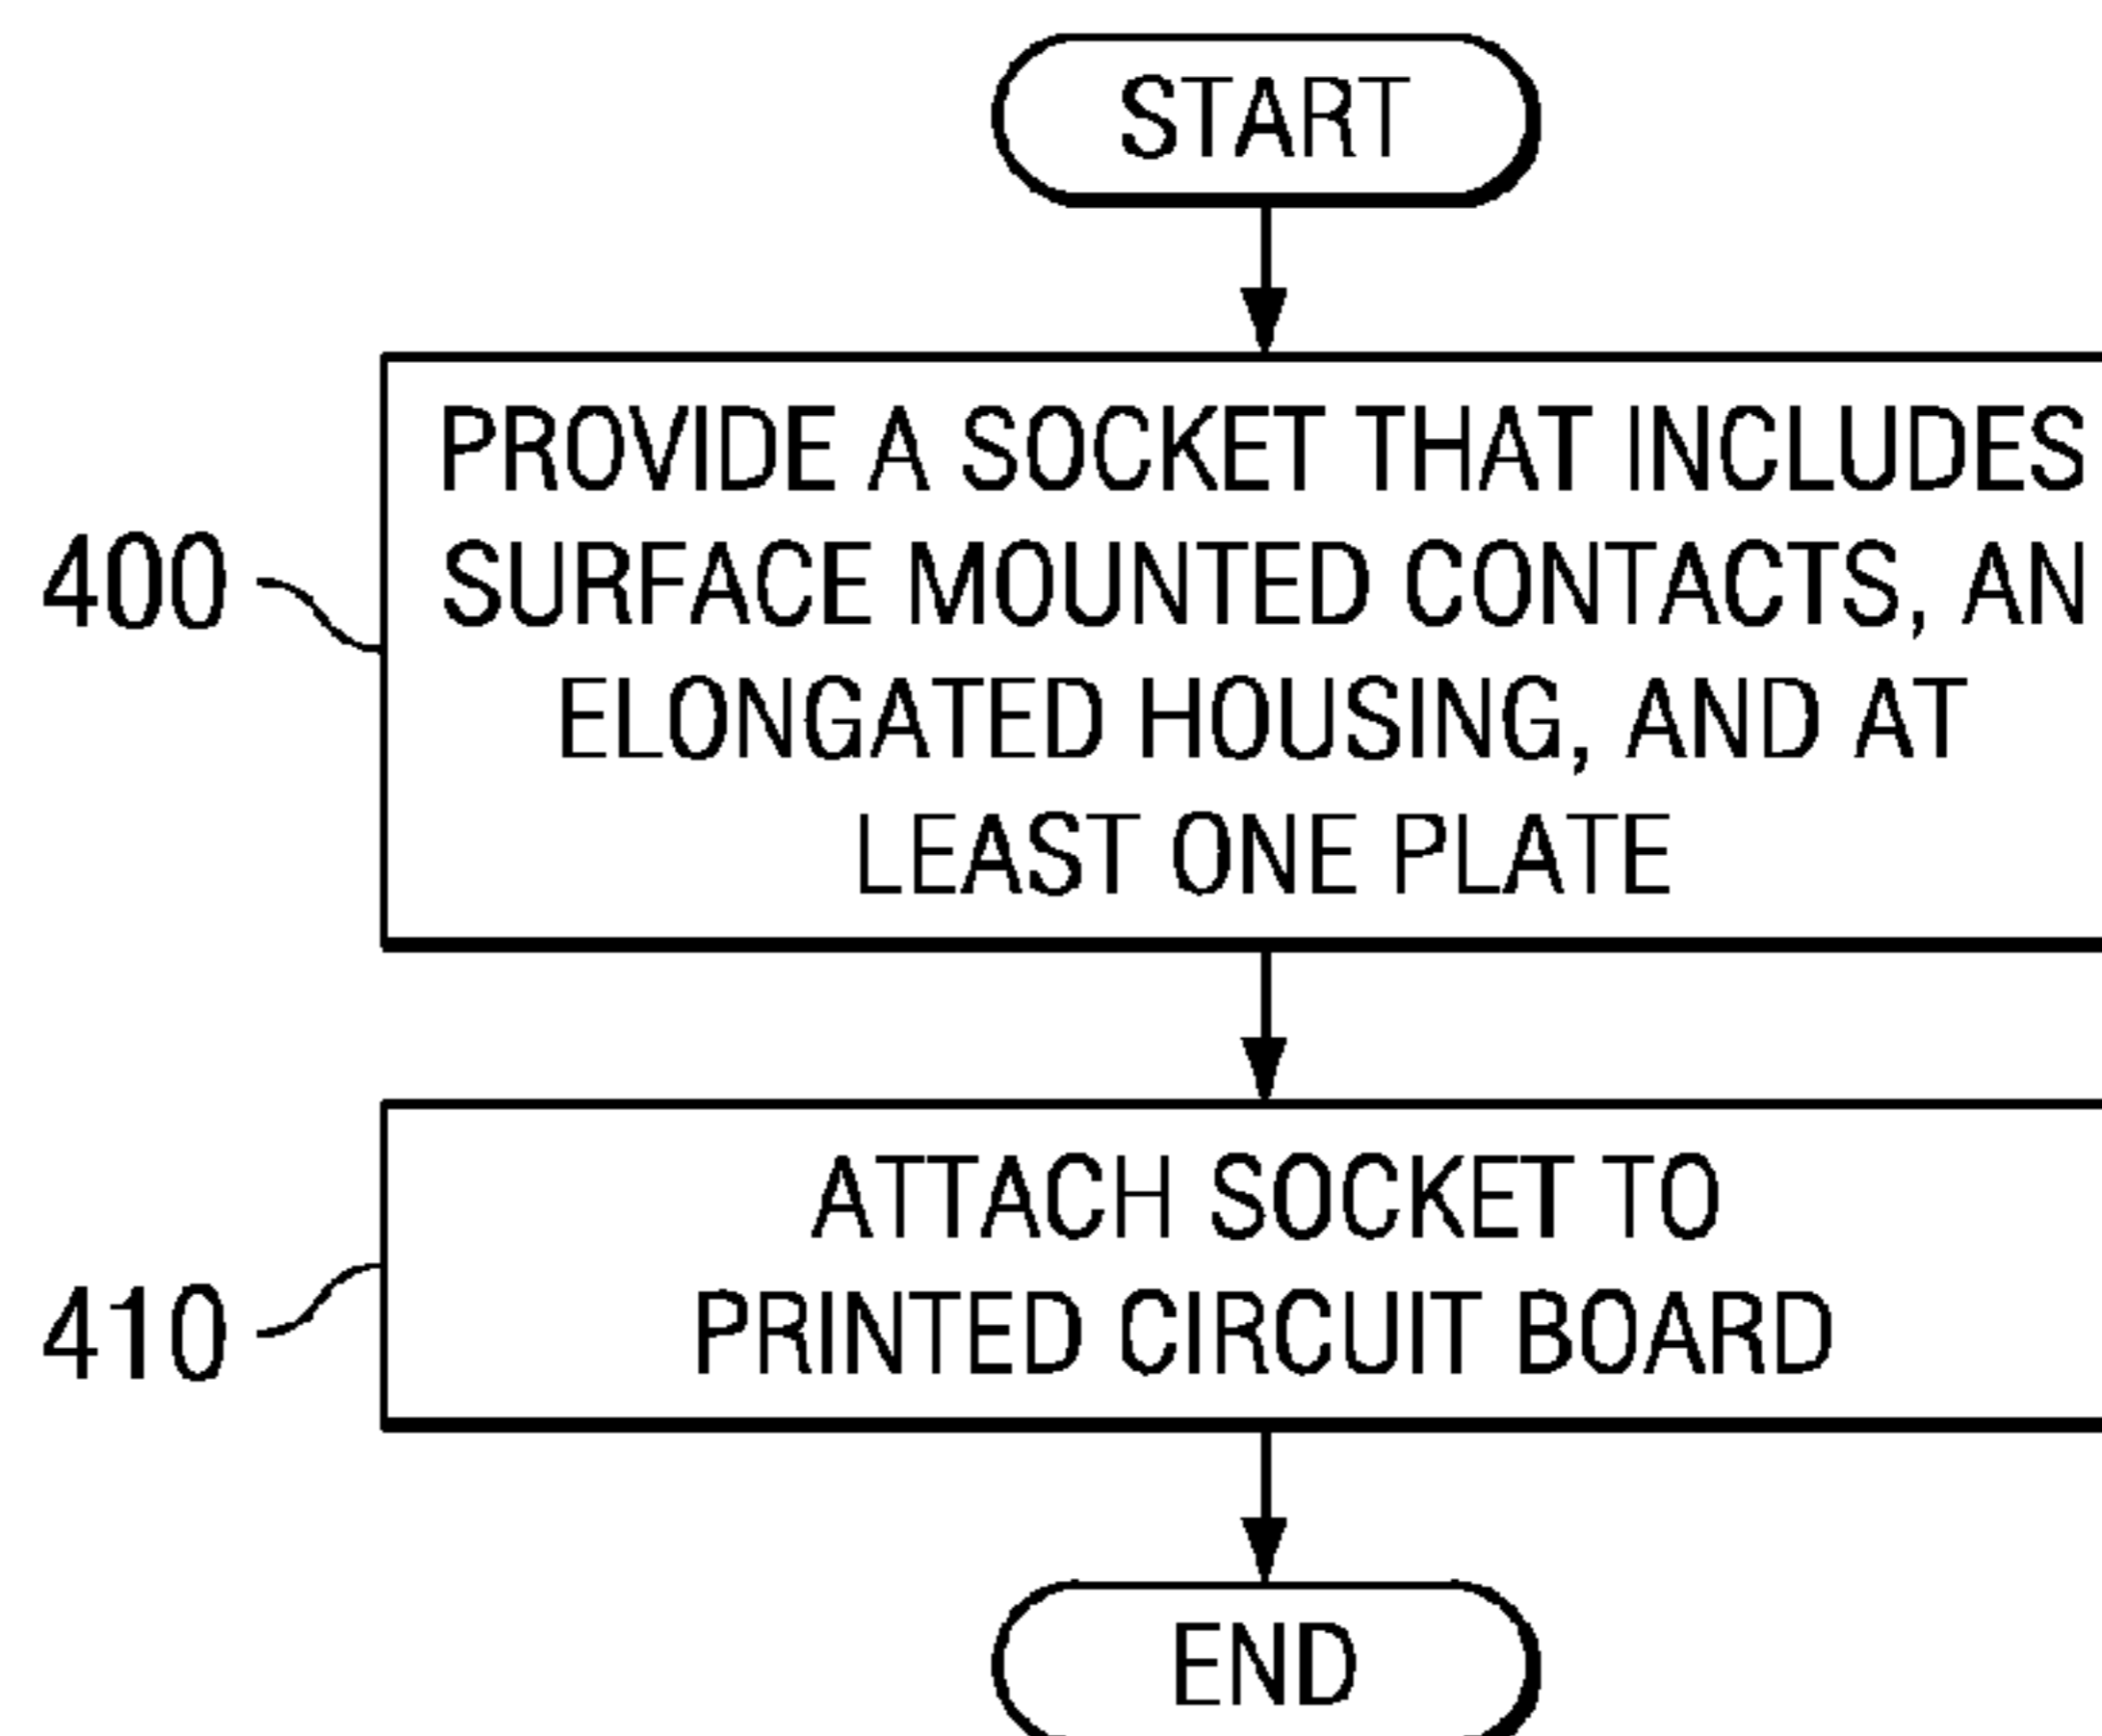 START
PROVIDE A SOCKET THAT INCLUDES
SURFACE MOUNTED CONTACTS, AN
ELONGATED HOUSING, AND AT
LEAST ONE PLATE
400
ATTACH SOCKET TO
PRINTED CIRCUIT BOARD
410
END